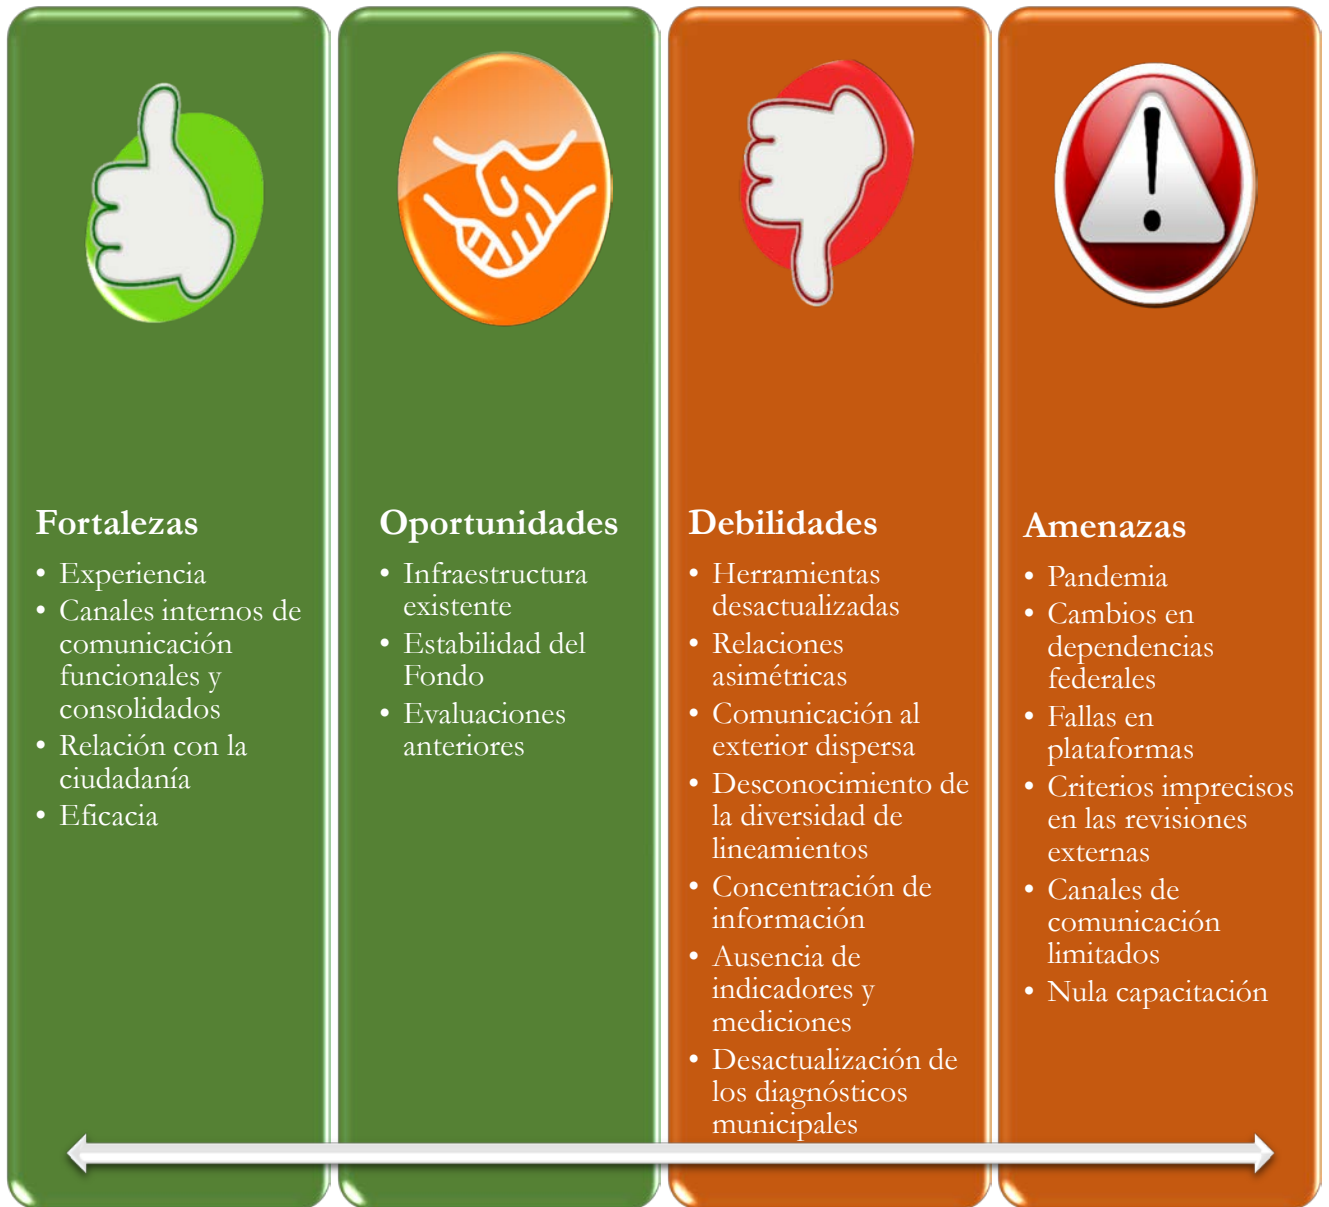 Fortalezas
• Experiencia
• Canales internos de
comunicación
funcionales y
consolidados
• Relación con la
ciudadanía
• Eficacia
Oportunidades
• Infraestructura
existente
• Estabilidad del
Fondo
• Evaluaciones
anteriores
Debilidades
• Herramientas
desactualizadas
• Relaciones
asimétricas
• Comunicación al
exterior dispersa
• Desconocimiento de
la diversidad de
lineamientos
• Concentración de
información
• Ausencia de
indicadores y
mediciones
• Desactualización de
los diagnósticos
municipales
Amenazas
• Pandemia
• Cambios en
dependencias
federales
• Fallas en
plataformas
• Criterios imprecisos
en las revisiones
externas
• Canales de
comunicación
limitados
• Nula capacitación